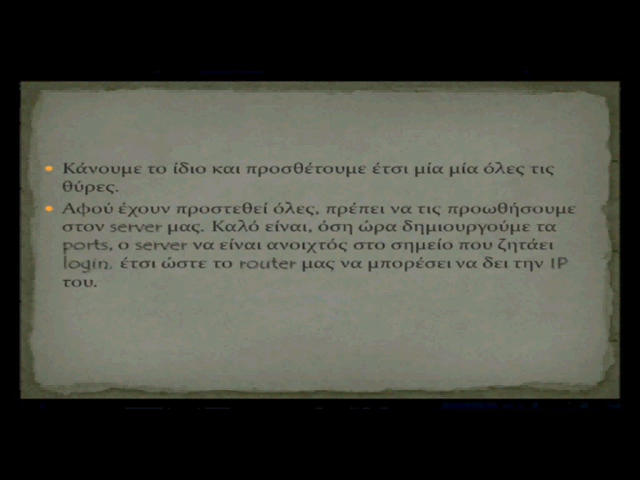 Κάνουμε το ίδιο και προσθέτουμε έτσι μία μία όλες τις
θύρες.
Αφού έχουν προστεθεί όλες, πρέπει να τις προωθήσουμε
στον server μας. Καλό είναι, όση ώρα δημιουργούμε τα
ports, ο server να είναι ανοιχτός στο σημείο που ζητάει
login, έτσι ώστε το router μας να μπορέσει να δει την IP
του.